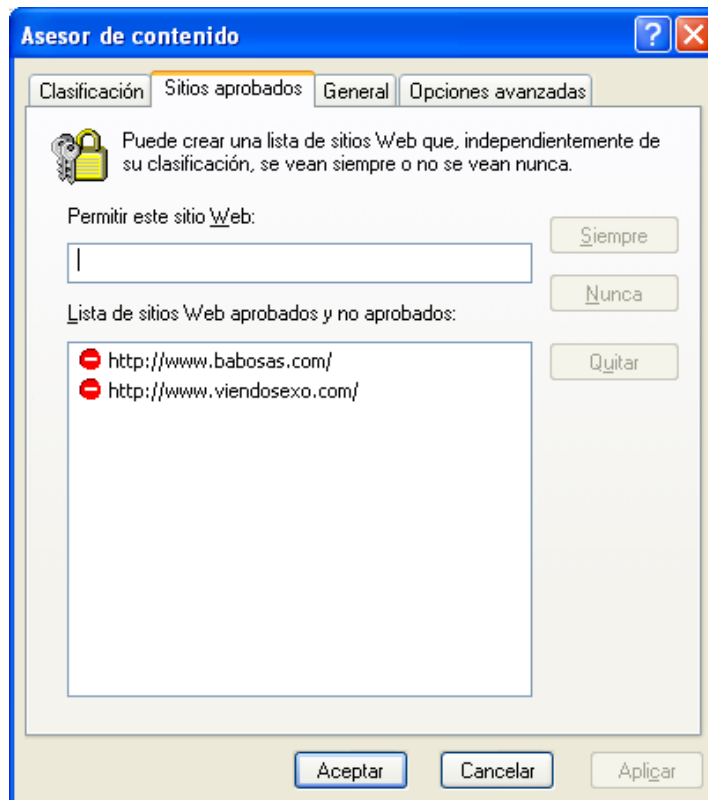 Asesor de contenido
Clasificación Sitios aprobados General Opciones avanzadas
Puede crear una lista de sitios Web que, independientemente de
su clasificación, se vean siempre o no se vean nunca.
Permitir este sitio Web:
Siempre
Nunca
Lista de sitios Web aprobados y no aprobados:
http://www.babosas.com/
http://www.viendosexo.com/
Quitar
Aceptar Cancelar Aplicar